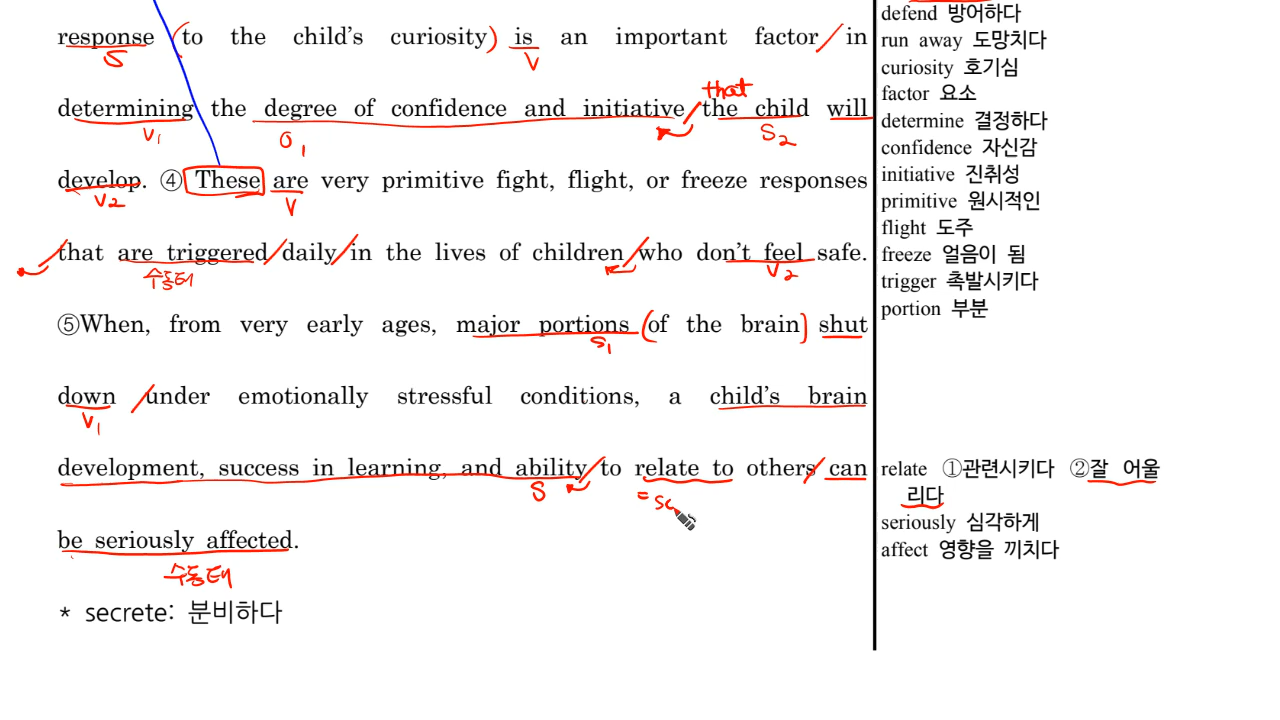 response (to the child's curiosity) is an important factor / in
S V
that
determining the degree of confidence and initiative / the child will
V1 O1 S2
develop. ④ These are very primitive fight, flight, or freeze responses
V2 V
that are triggered / daily / in the lives of children / who don't feel safe.
수동태 V2
⑤When, from very early ages, major portions (of the brain) shut
S1
down / under emotionally stressful conditions, a child's brain
V1
development, success in learning, and ability / to relate to others / can
S = so
be seriously affected.
수동태
* secrete: 분비하다
defend 방어하다
run away 도망치다
curiosity 호기심
factor 요소
determine 결정하다
confidence 자신감
initiative 진취성
primitive 원시적인
flight 도주
freeze 얼음이 됨
trigger 촉발시키다
portion 부분
relate ①관련시키다 ②잘 어울
리다
seriously 심각하게
affect 영향을 끼치다